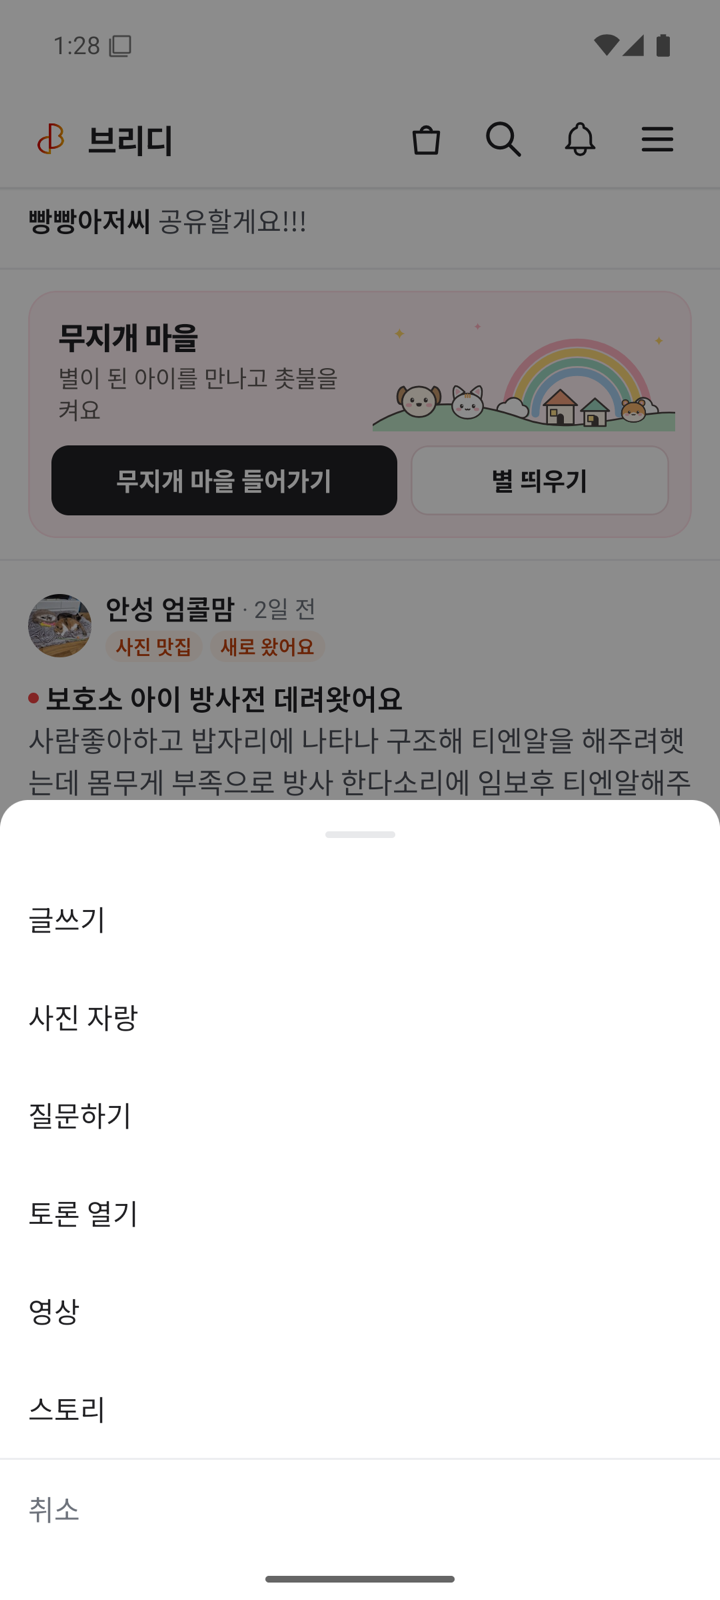 1:28
브리디
빵빵아저씨 공유할게요!!!
무지개 마을
별이 된 아이를 만나고 촛불을
켜요
무지개 마을 들어가기
별 띄우기
안성 엄콜맘 · 2일 전
사진 맛집 새로 왔어요
보호소 아이 방사전 데려왓어요
사람좋아하고 밥자리에 나타나 구조해 티엔알을 해주려햇
는데 몸무게 부족으로 방사 한다소리에 임보후 티엔알해주
글쓰기
사진 자랑
질문하기
토론 열기
영상
스토리
취소